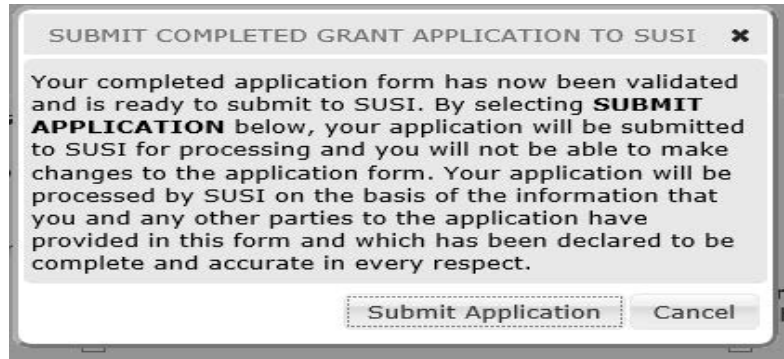 SUBMIT COMPLETED GRANT APPLICATION TO SUSI ✖
Your completed application form has now been validated
and is ready to submit to SUSI. By selecting SUBMIT
APPLICATION below, your application will be submitted
to SUSI for processing and you will not be able to make
changes to the application form. Your application will be
processed by SUSI on the basis of the information that
you and any other parties to the application have
provided in this form and which has been declared to be
complete and accurate in every respect.
Submit Application Cancel